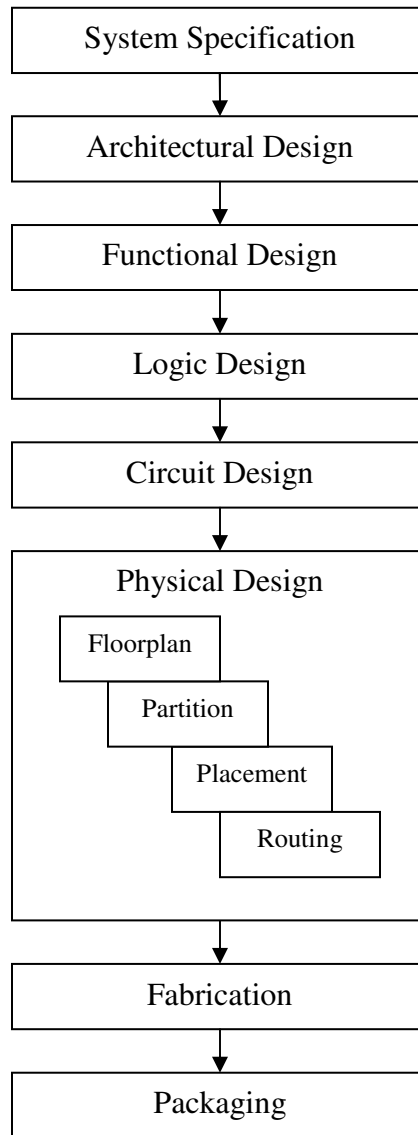 System Specification
Architectural Design
Functional Design
Logic Design
Circuit Design
Physical Design
Floorplan
Partition
Placement
Routing
Fabrication
Packaging